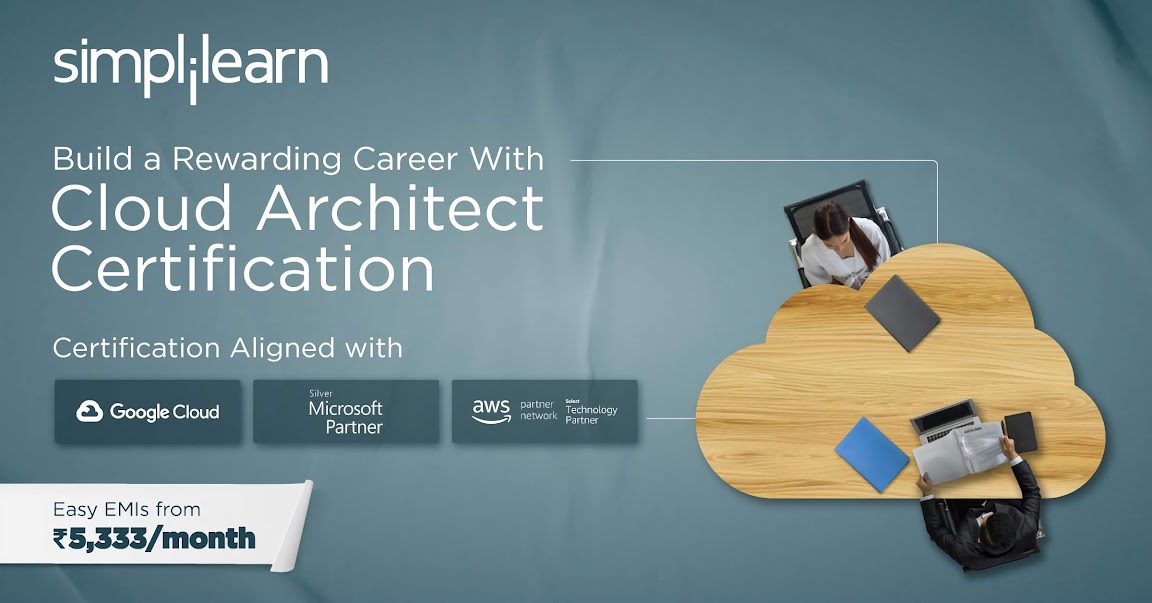 simplilearn
Build a Rewarding Career With
Cloud Architect
Certification
Certification Aligned with
Google Cloud
Silver
Microsoft
Partner
aws
partner
network
Select
Technology
Partner
Easy EMIs from
₹5,333/month